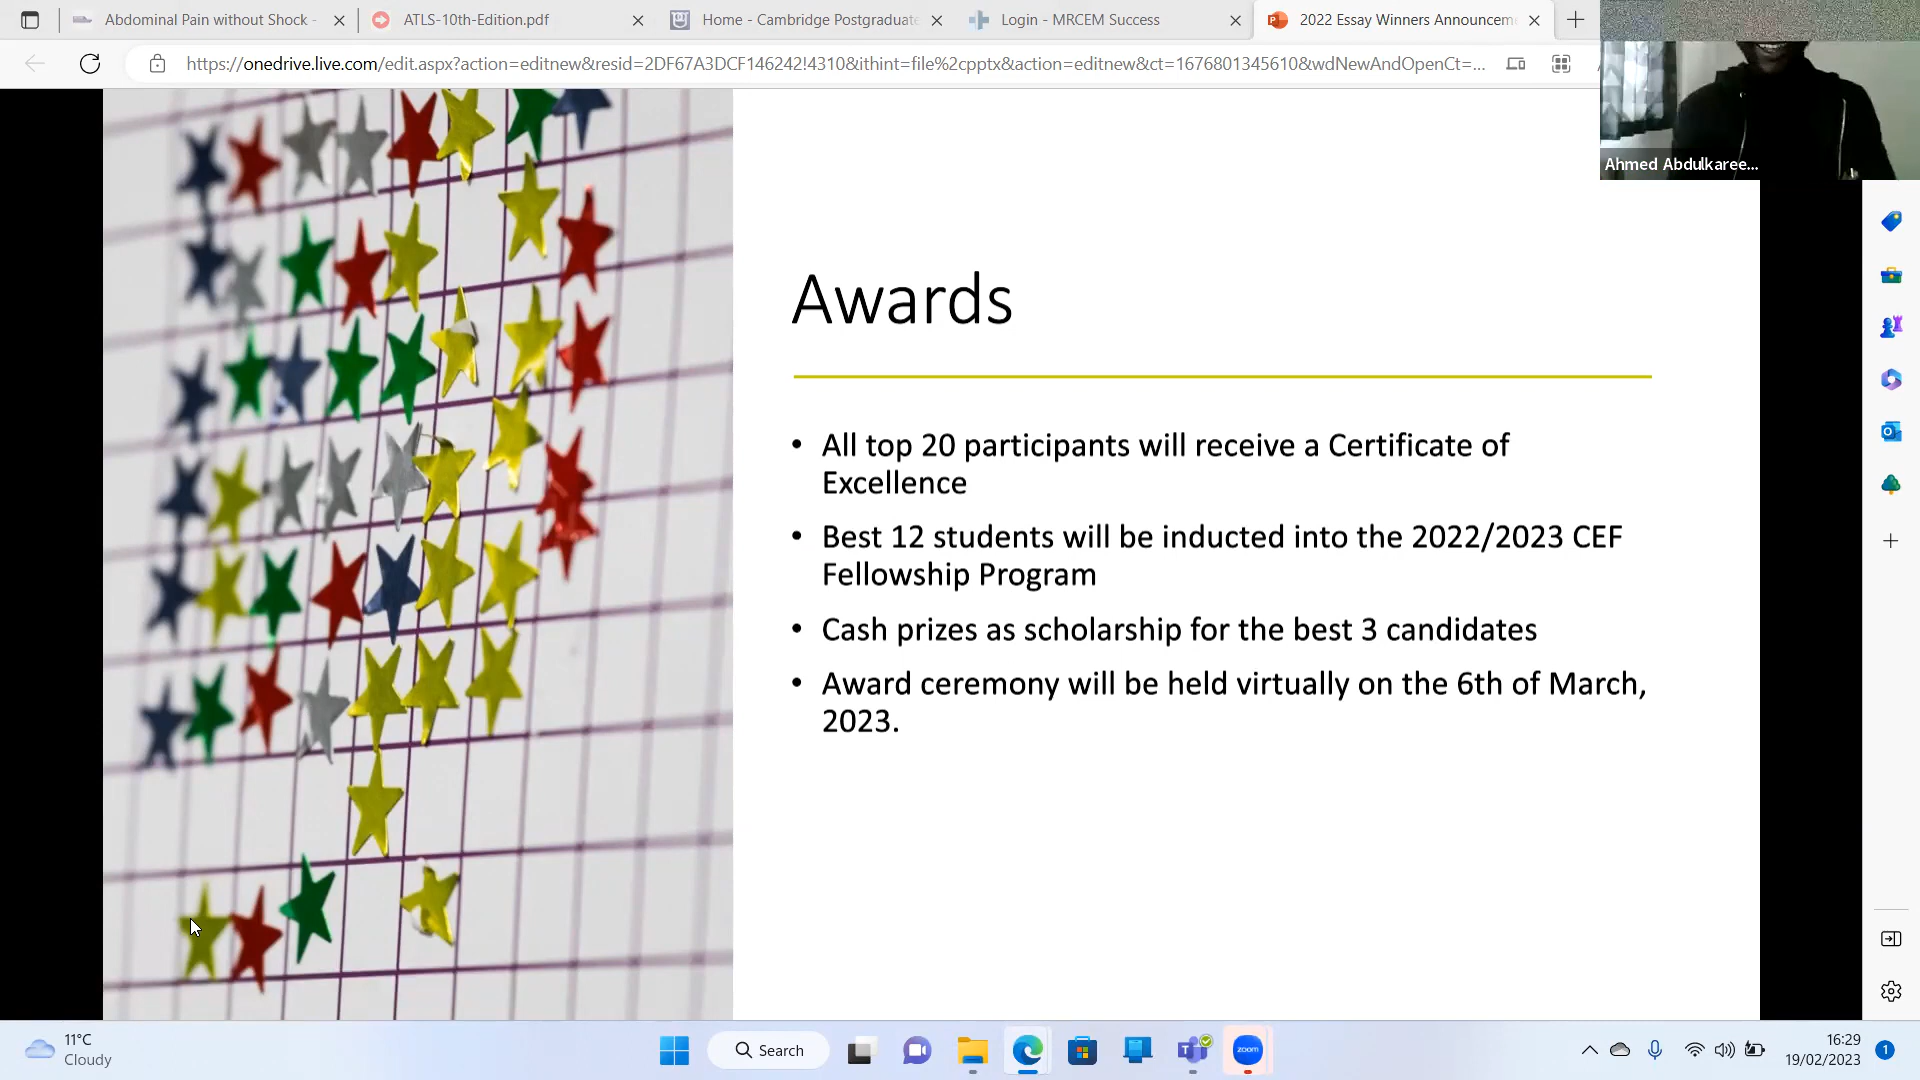 Abdominal Pain without Shock -
ATLS-10th-Edition.pdf
Home - Cambridge Postgraduate
Login - MRCEM Success
2022 Essay Winners Announcem
https://onedrive.live.com/edit.aspx?action=editnew&resid=2DF67A3DCF146242!4310&ithint=file%2cpptx&action=editnew&ct=1676801345610&wdNewAndOpenCt=...
Ahmed Abdulkaree...
Awards
• All top 20 participants will receive a Certificate of
Excellence
• Best 12 students will be inducted into the 2022/2023 CEF
Fellowship Program
• Cash prizes as scholarship for the best 3 candidates
• Award ceremony will be held virtually on the 6th of March,
2023.
11°C
Cloudy
Search
zoom
16:29
19/02/2023
1